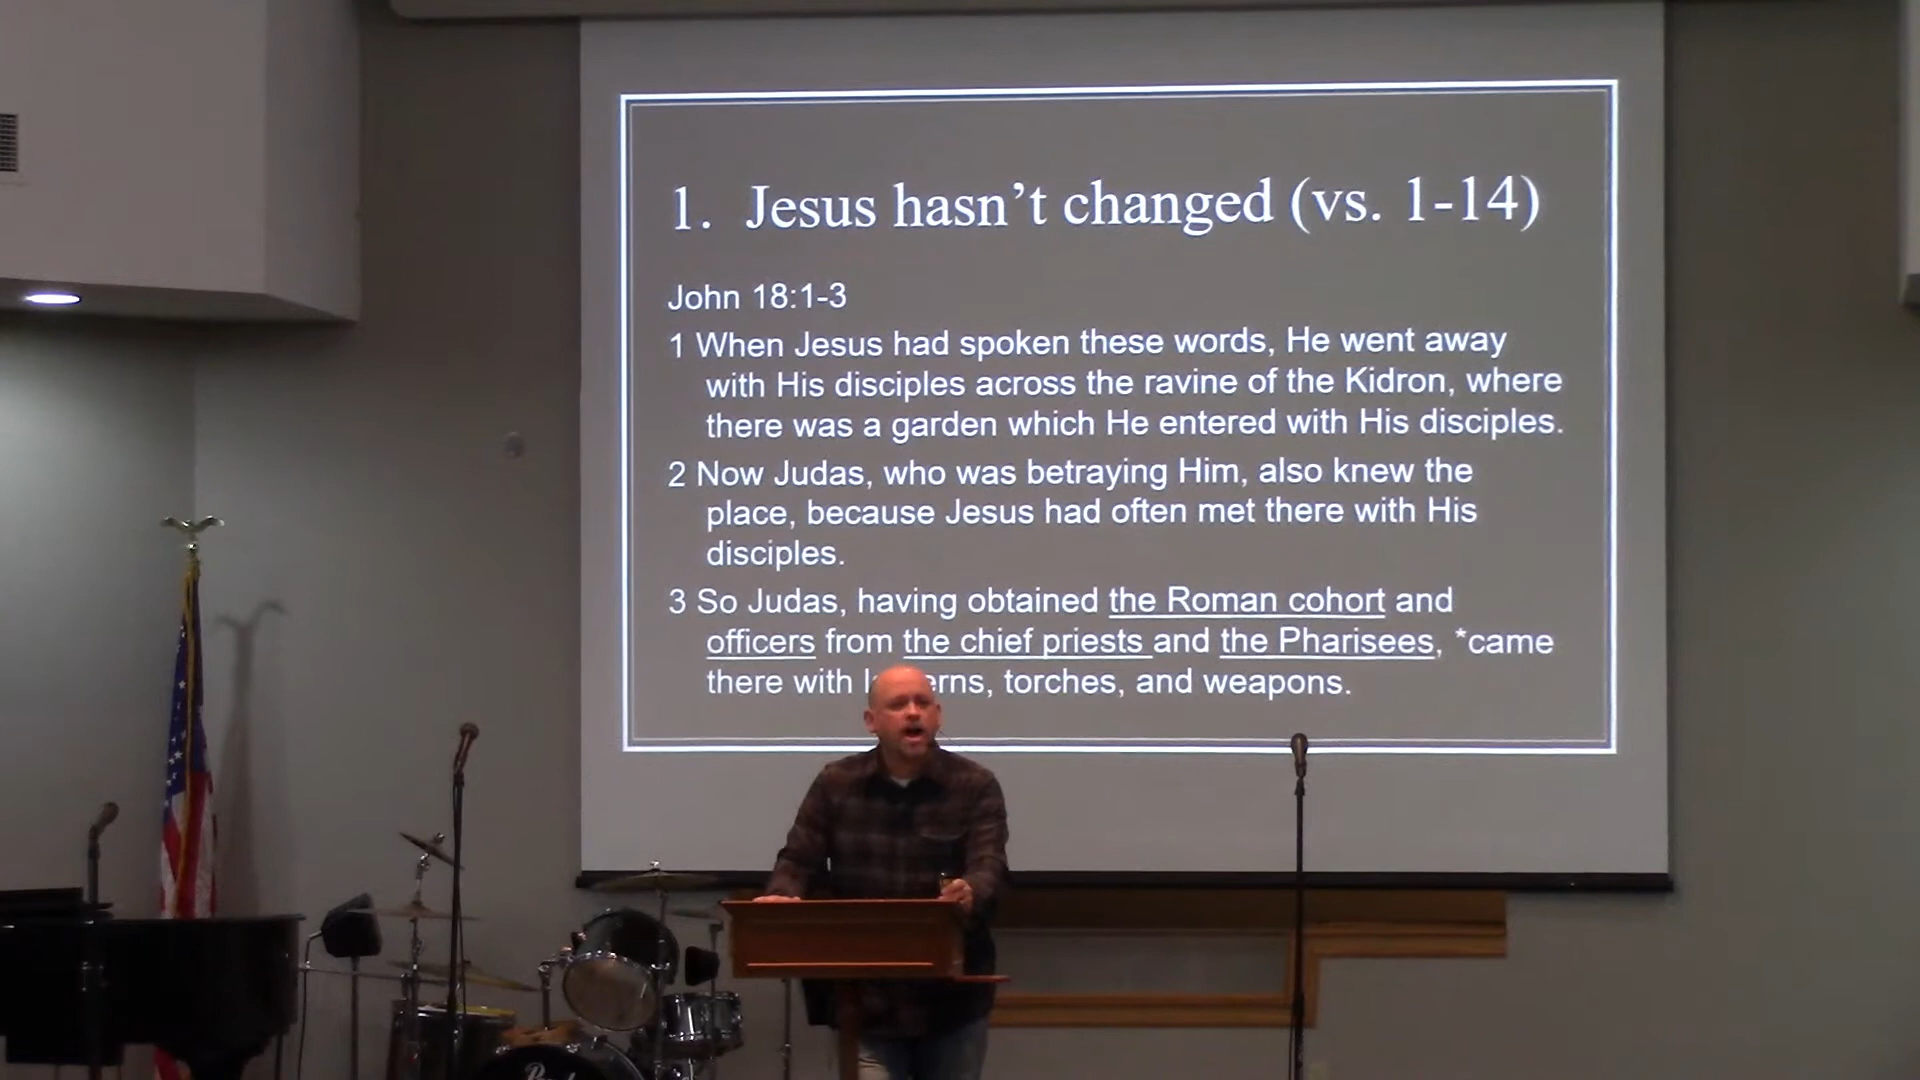 1. Jesus hasn't changed (vs. 1-14)
John 18:1-3
1 When Jesus had spoken these words, He went away
with His disciples across the ravine of the Kidron, where
there was a garden which He entered with His disciples.
2 Now Judas, who was betraying Him, also knew the
place, because Jesus had often met there with His
disciples.
3 So Judas, having obtained the Roman cohort and
officers from the chief priests and the Pharisees, *came
there with torches, and weapons.